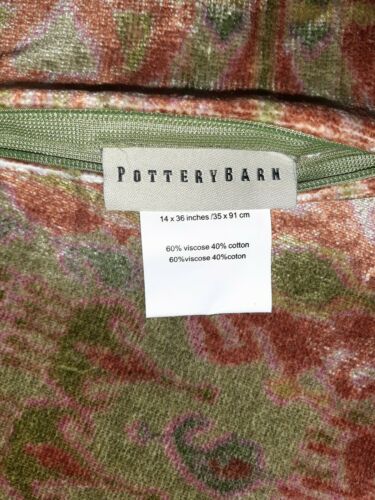 POTTERYBARN
14 x 36 inches /35 x 91 cm
60% viscose 40% cotton
60%viscose 40%coton